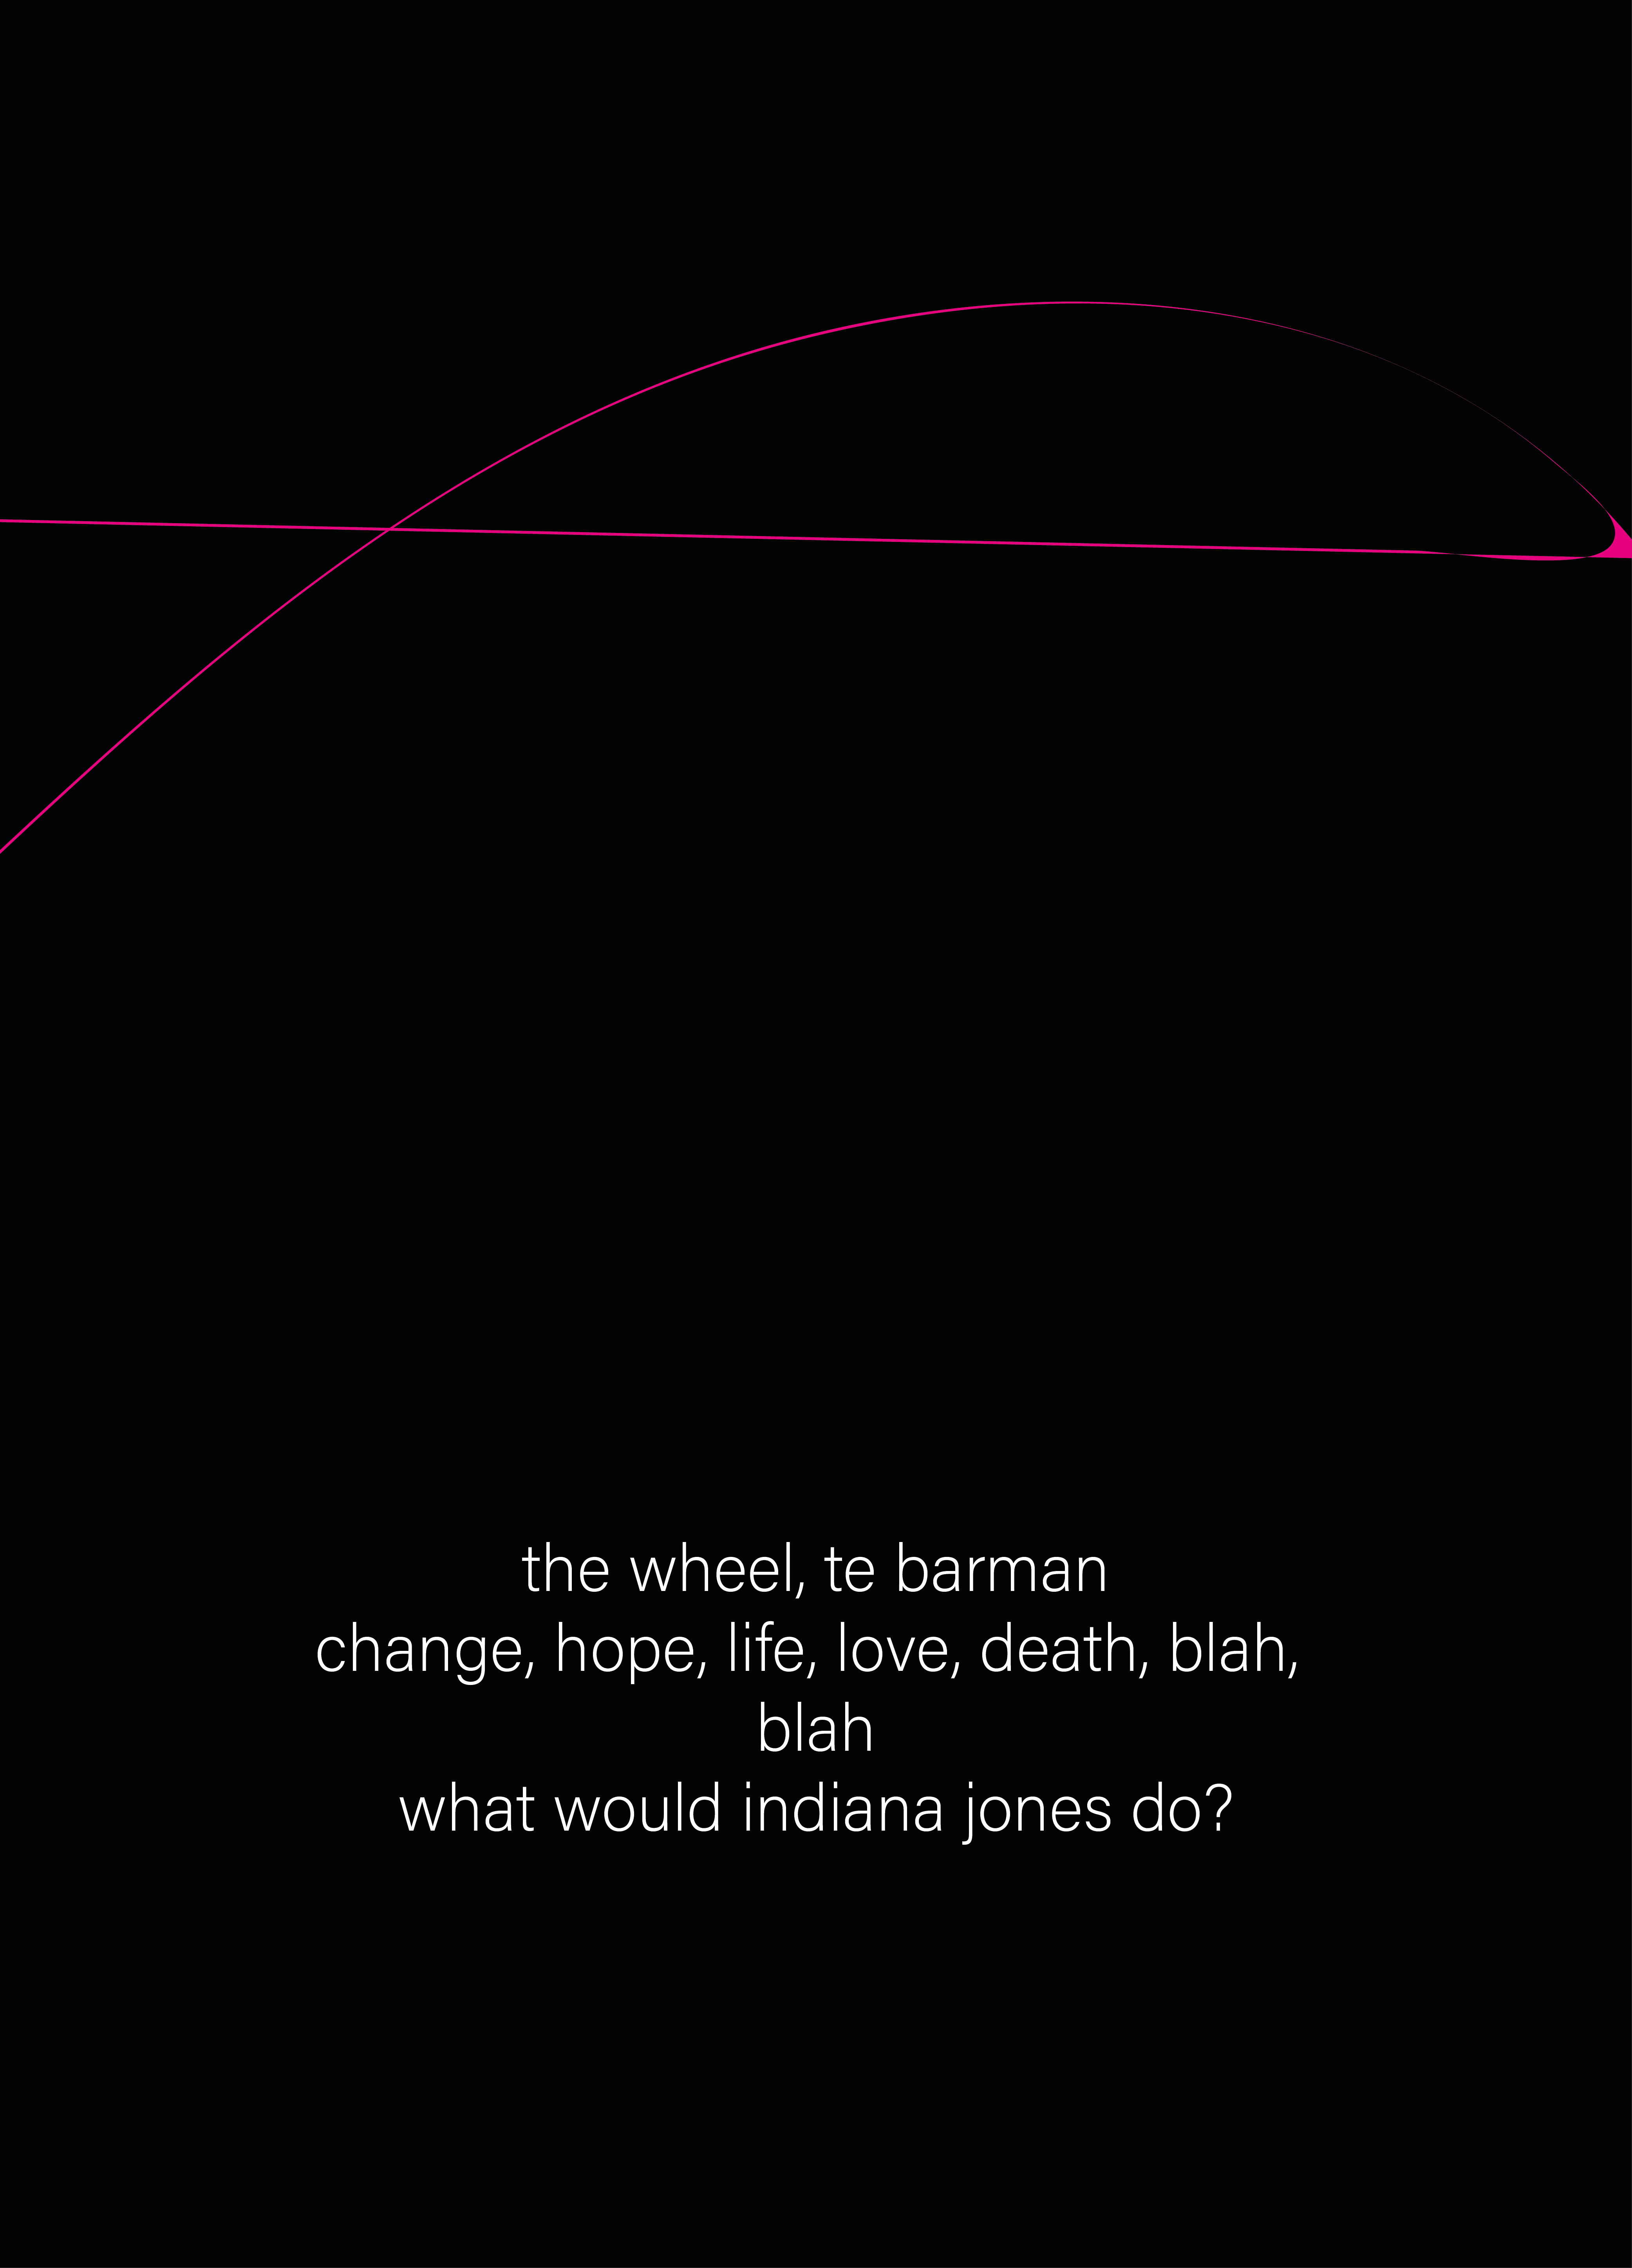 the wheel, te barman
change, hope, life, love, death, blah,
blah
what would indiana jones do?